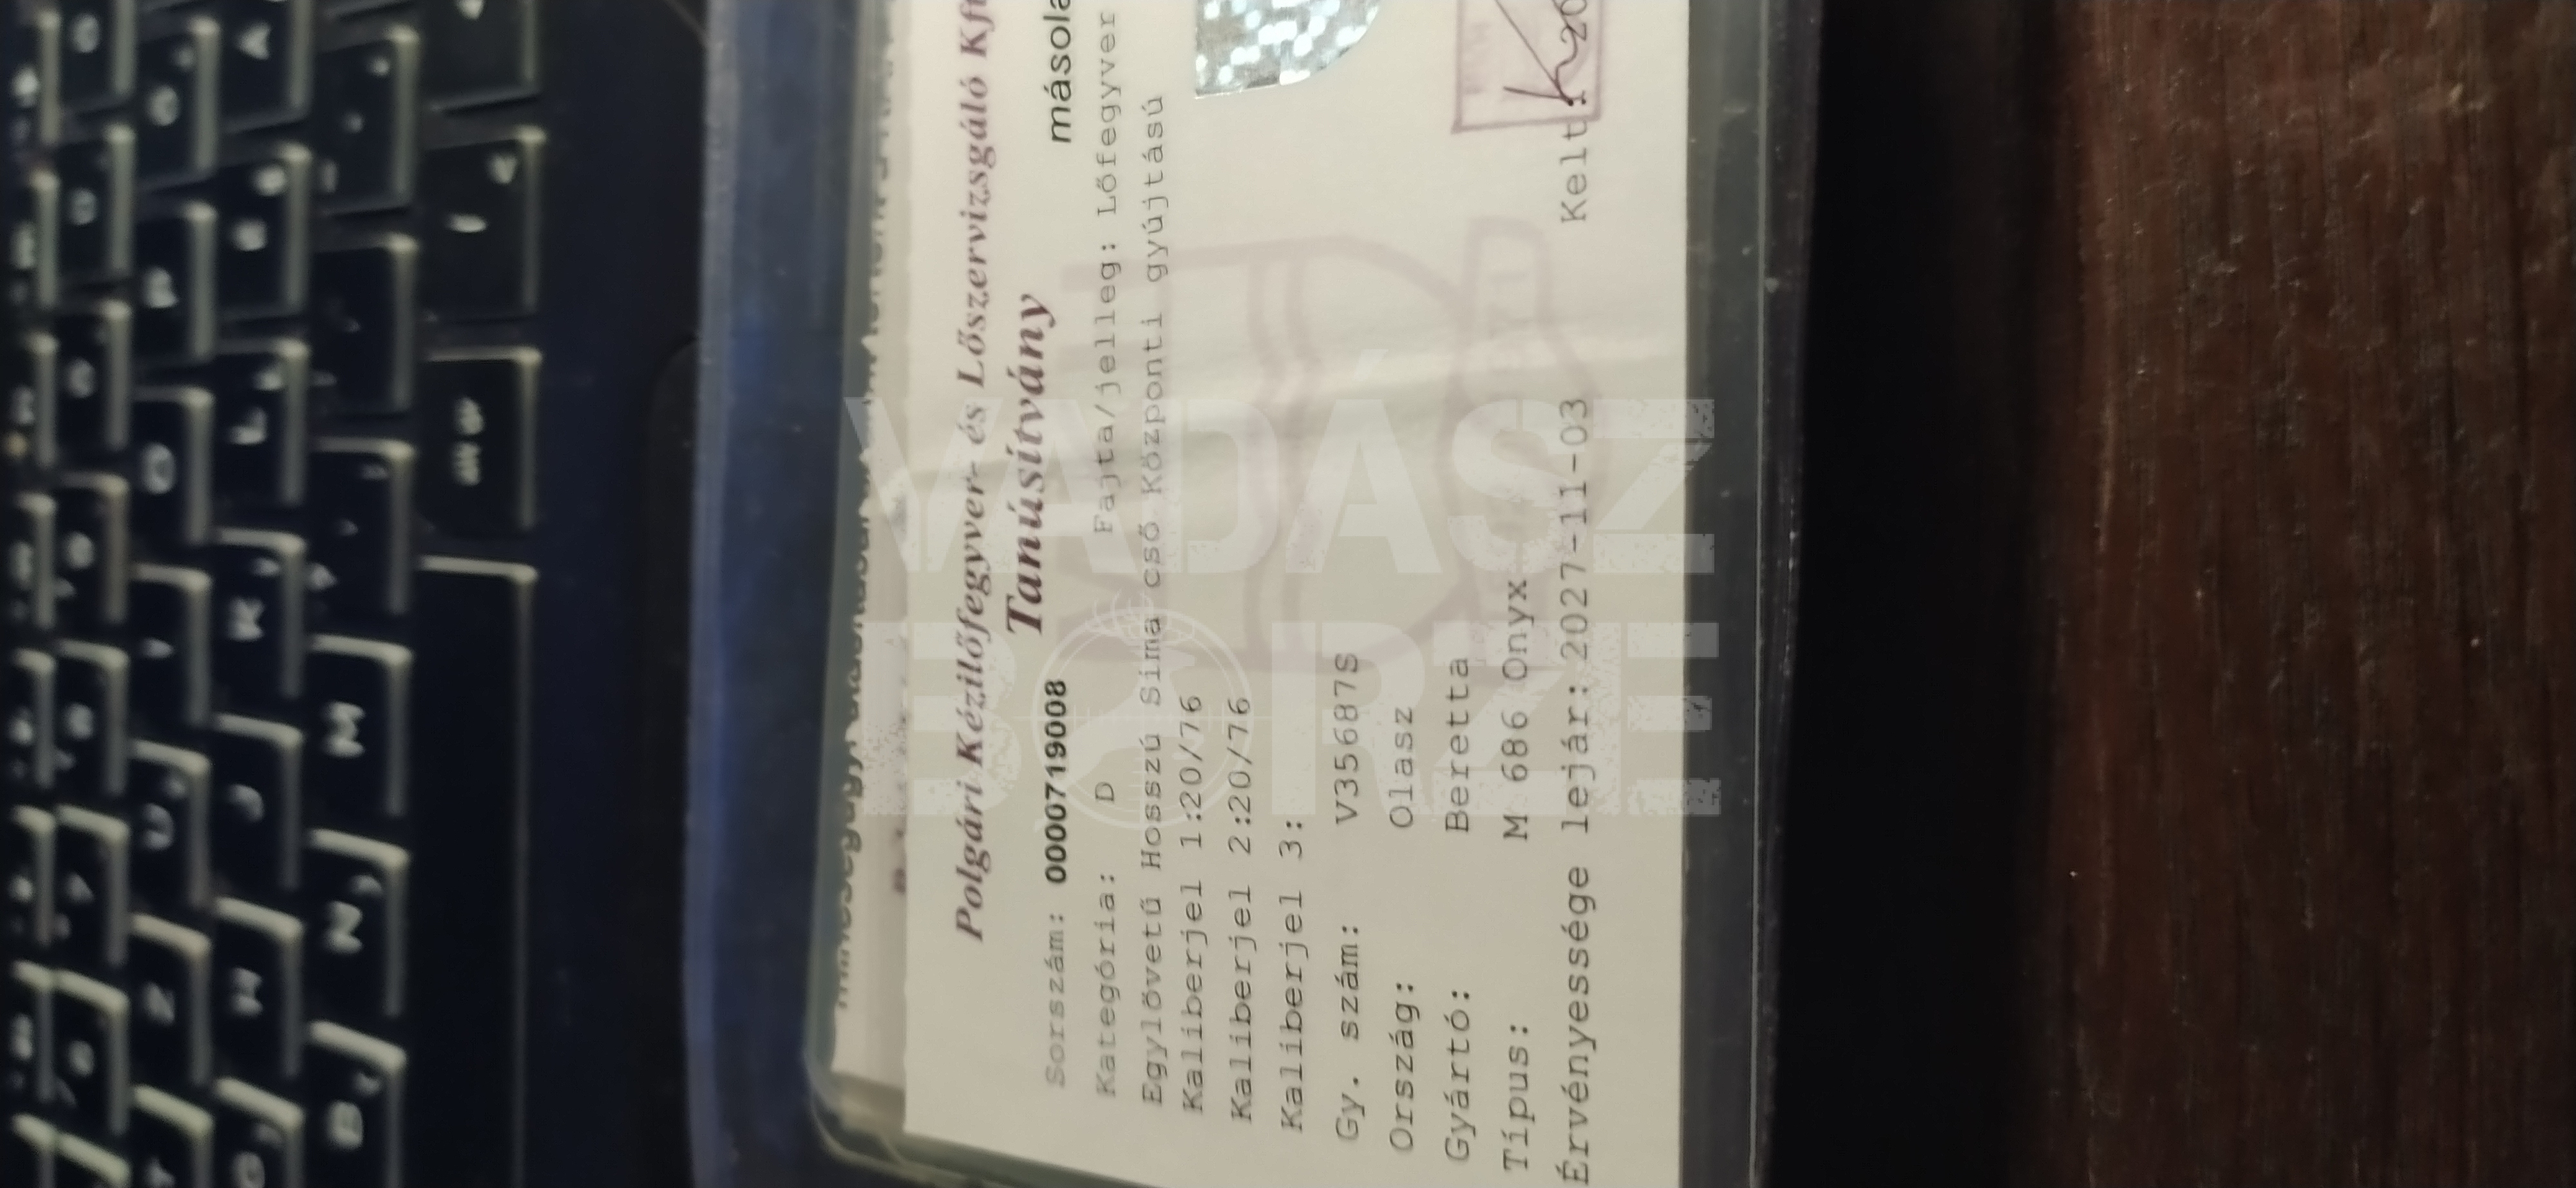 Polgári Kézilőfegyver- és Lőszervizsgáló Kft
Tanúsítvány
Sorszám: 0000719008 másola
Kategória: D Fajta/jelleg: Lőfegyver
Egylövetű Hosszú Sima cső Központi gyújtású
Kaliberjel 1:20/76
Kaliberjel 2:20/76
Kaliberjel 3:
Gy. szám: V356877S
Ország: Olasz
Gyártó: Beretta
Típus: M 686 Onyx
Érvényessége lejár: 2027-11-03 Kelt: 20
VADÁSZ
BÖRZE